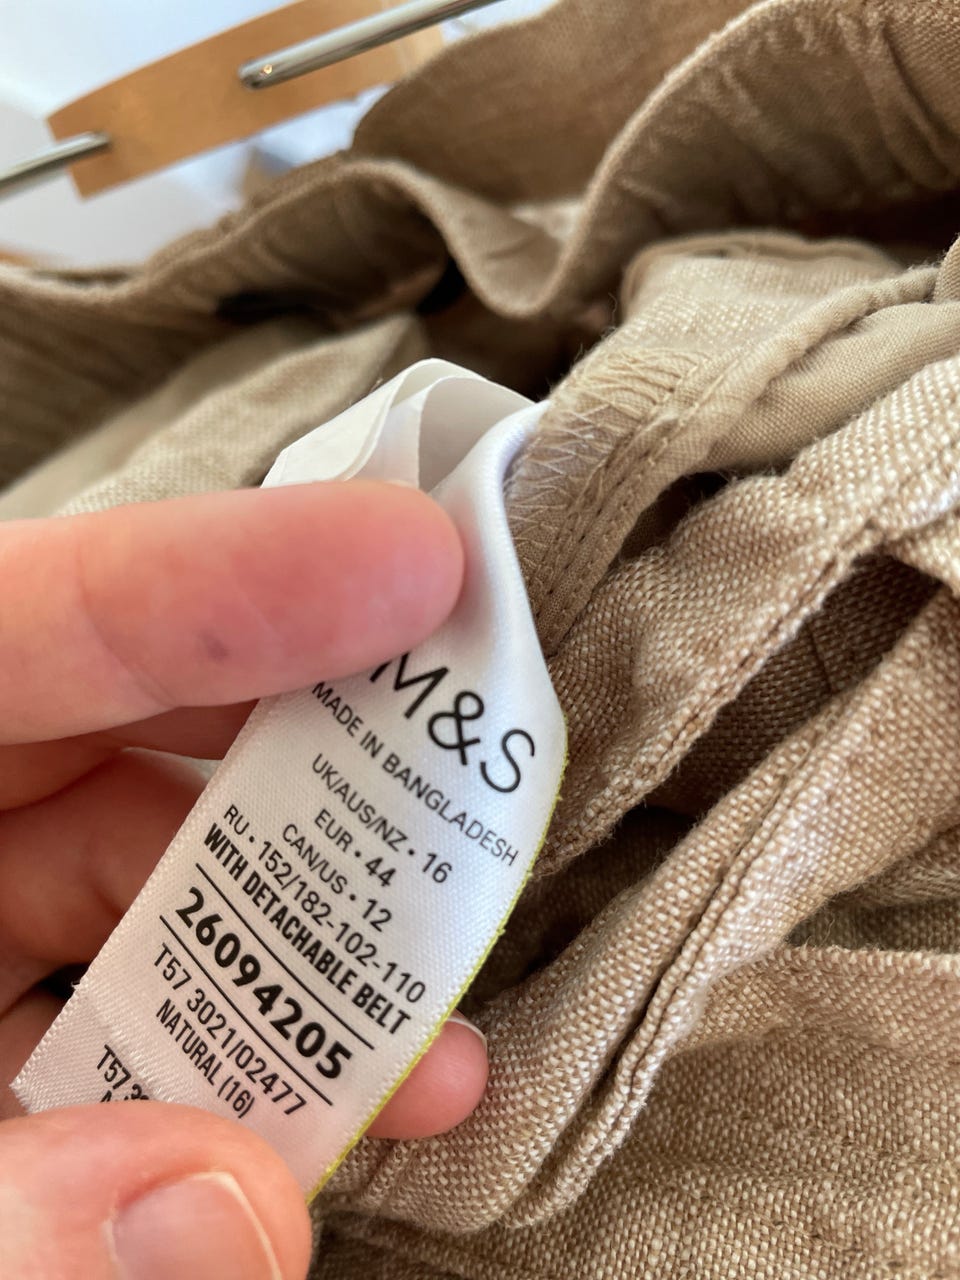 M&S
MADE IN BANGLADESH
UK/AUS/NZ • 16
EUR • 44
CAN/US • 12
RU • 152/182-102-110
WITH DETACHABLE BELT
26094205
T57 3021/02477
NATURAL (16)
T57